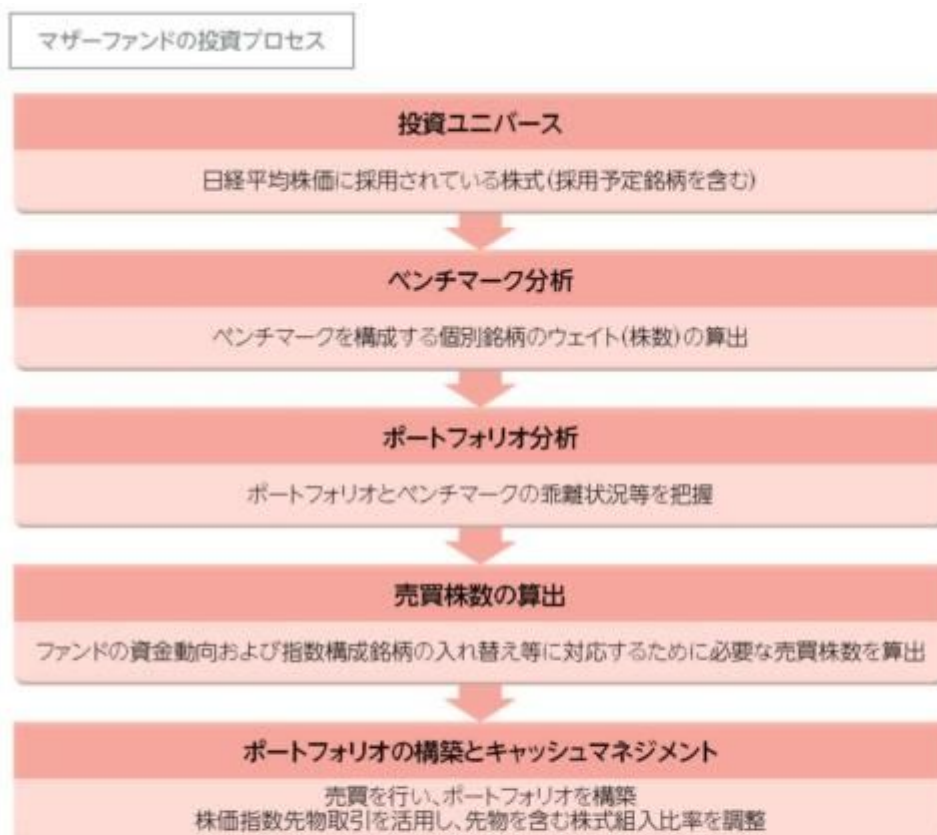 マザーファンドの投資プロセス
投資ユニバース
日経平均株価に採用されている株式(採用予定銘柄を含む)
ベンチマーク分析
ベンチマークを構成する個別銘柄のウェイト(株数)の算出
ポートフォリオ分析
ポートフォリオとベンチマークの乖離状況等を把握
売買株数の算出
ファンドの資金動向および指数構成銘柄の入れ替え等に対応するために必要な売買株数を算出
ポートフォリオの構築とキャッシュマネジメント
売買を行い、ポートフォリオを構築
株価指数先物取引を活用し、先物を含む株式組入比率を調整